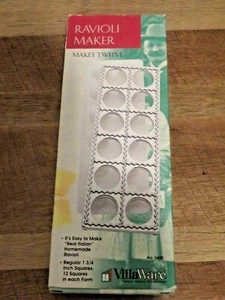 RAVIOLI
MAKER
MAKES TWELVE
• It's Easy to Make
"Real Italian"
Homemade
Ravioli
• Regular 1 3/4
Inch Squares,
12 Squares
in each Form
VillaWare